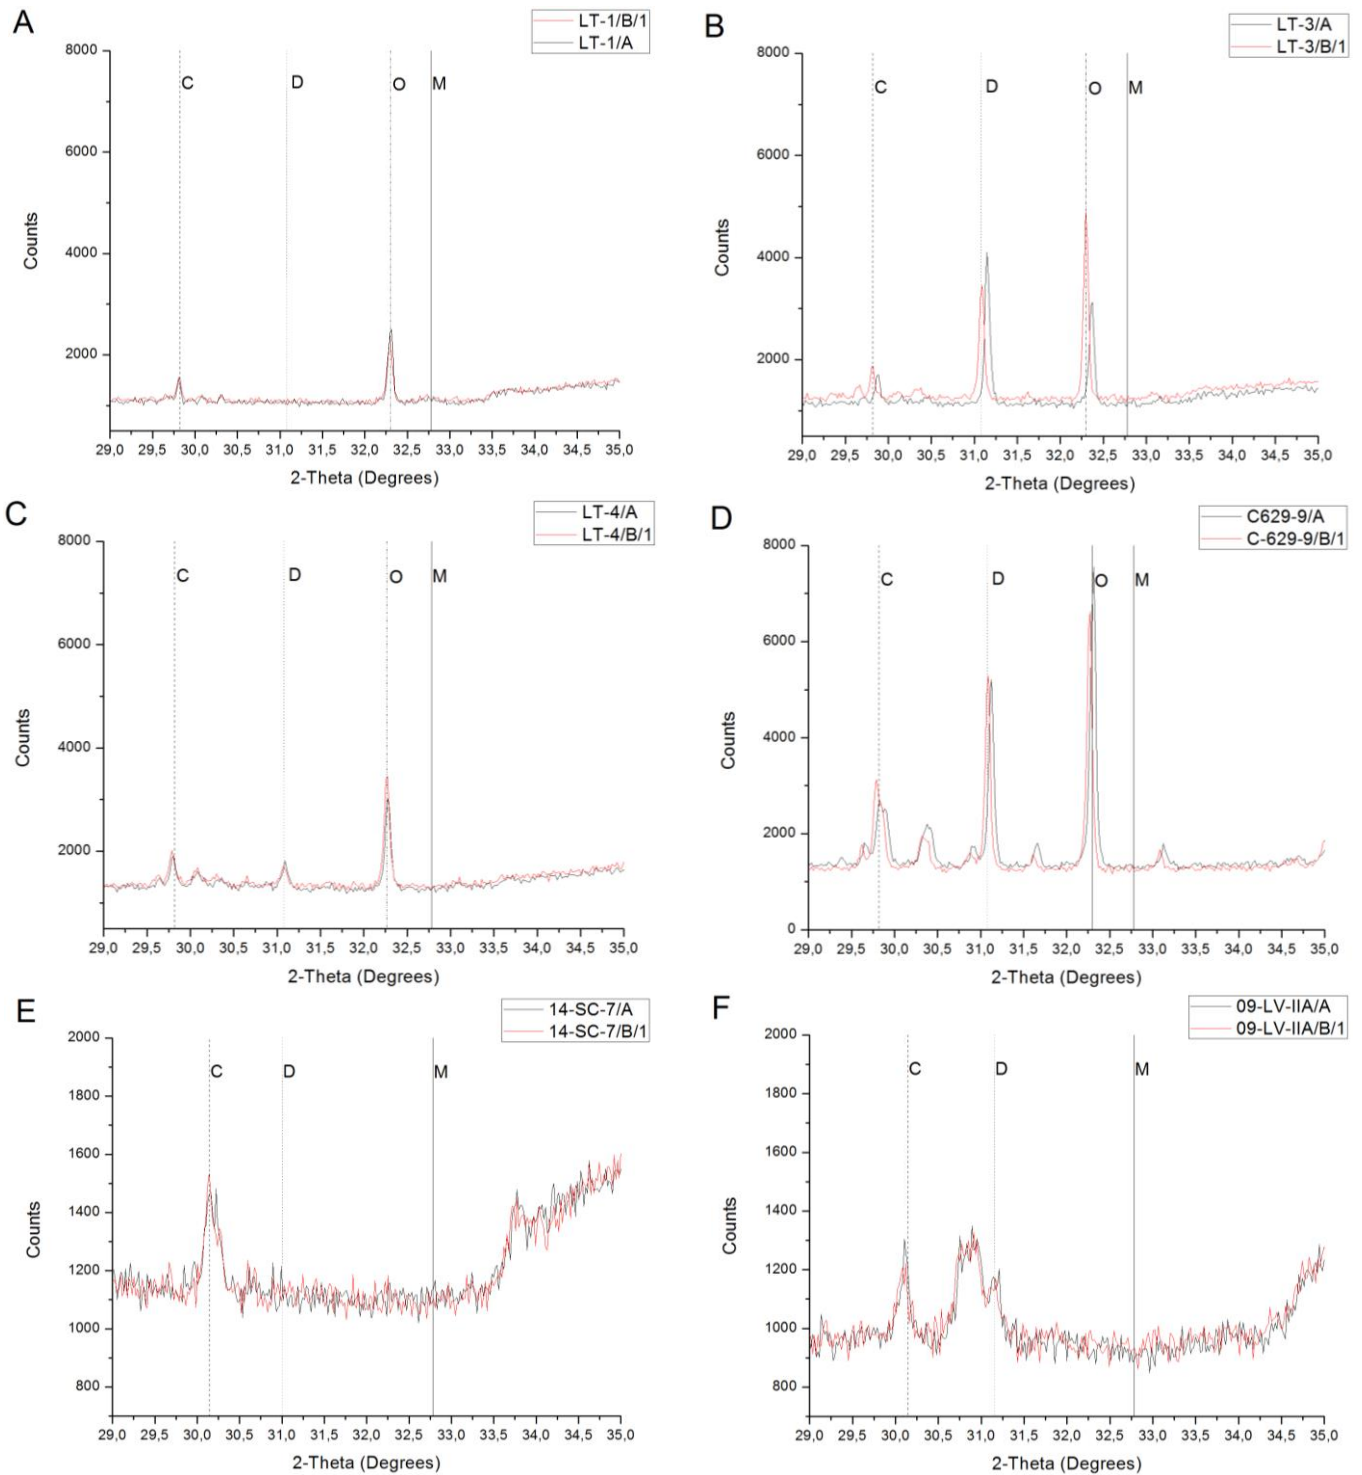 A
LT-1/B/1
LT-1/A
8000
6000
4000
2000
C
D
O
M
Counts
29,0 29,5 30,0 30,5 31,0 31,5 32,0 32,5 33,0 33,5 34,0 34,5 35,0
2-Theta (Degrees)
B
LT-3/A
LT-3/B/1
8000
6000
4000
2000
C
D
O
M
Counts
29,0 29,5 30,0 30,5 31,0 31,5 32,0 32,5 33,0 33,5 34,0 34,5 35,0
2-Theta (Degrees)
C
LT-4/A
LT-4/B/1
8000
6000
4000
2000
C
D
O
M
Counts
29,0 29,5 30,0 30,5 31,0 31,5 32,0 32,5 33,0 33,5 34,0 34,5 35,0
2-Theta (Degrees)
D
C629-9/A
C-629-9/B/1
8000
6000
4000
2000
0
C
D
O
M
Counts
29,0 29,5 30,0 30,5 31,0 31,5 32,0 32,5 33,0 33,5 34,0 34,5 35,0
2-Theta (Degrees)
E
14-SC-7/A
14-SC-7/B/1
2000
1800
1600
1400
1200
1000
800
C
D
M
Counts
29,0 29,5 30,0 30,5 31,0 31,5 32,0 32,5 33,0 33,5 34,0 34,5 35,0
2-Theta (Degrees)
F
09-LV-IIA/A
09-LV-IIA/B/1
2000
1800
1600
1400
1200
1000
800
C
D
M
Counts
29,0 29,5 30,0 30,5 31,0 31,5 32,0 32,5 33,0 33,5 34,0 34,5 35,0
2-Theta (Degrees)